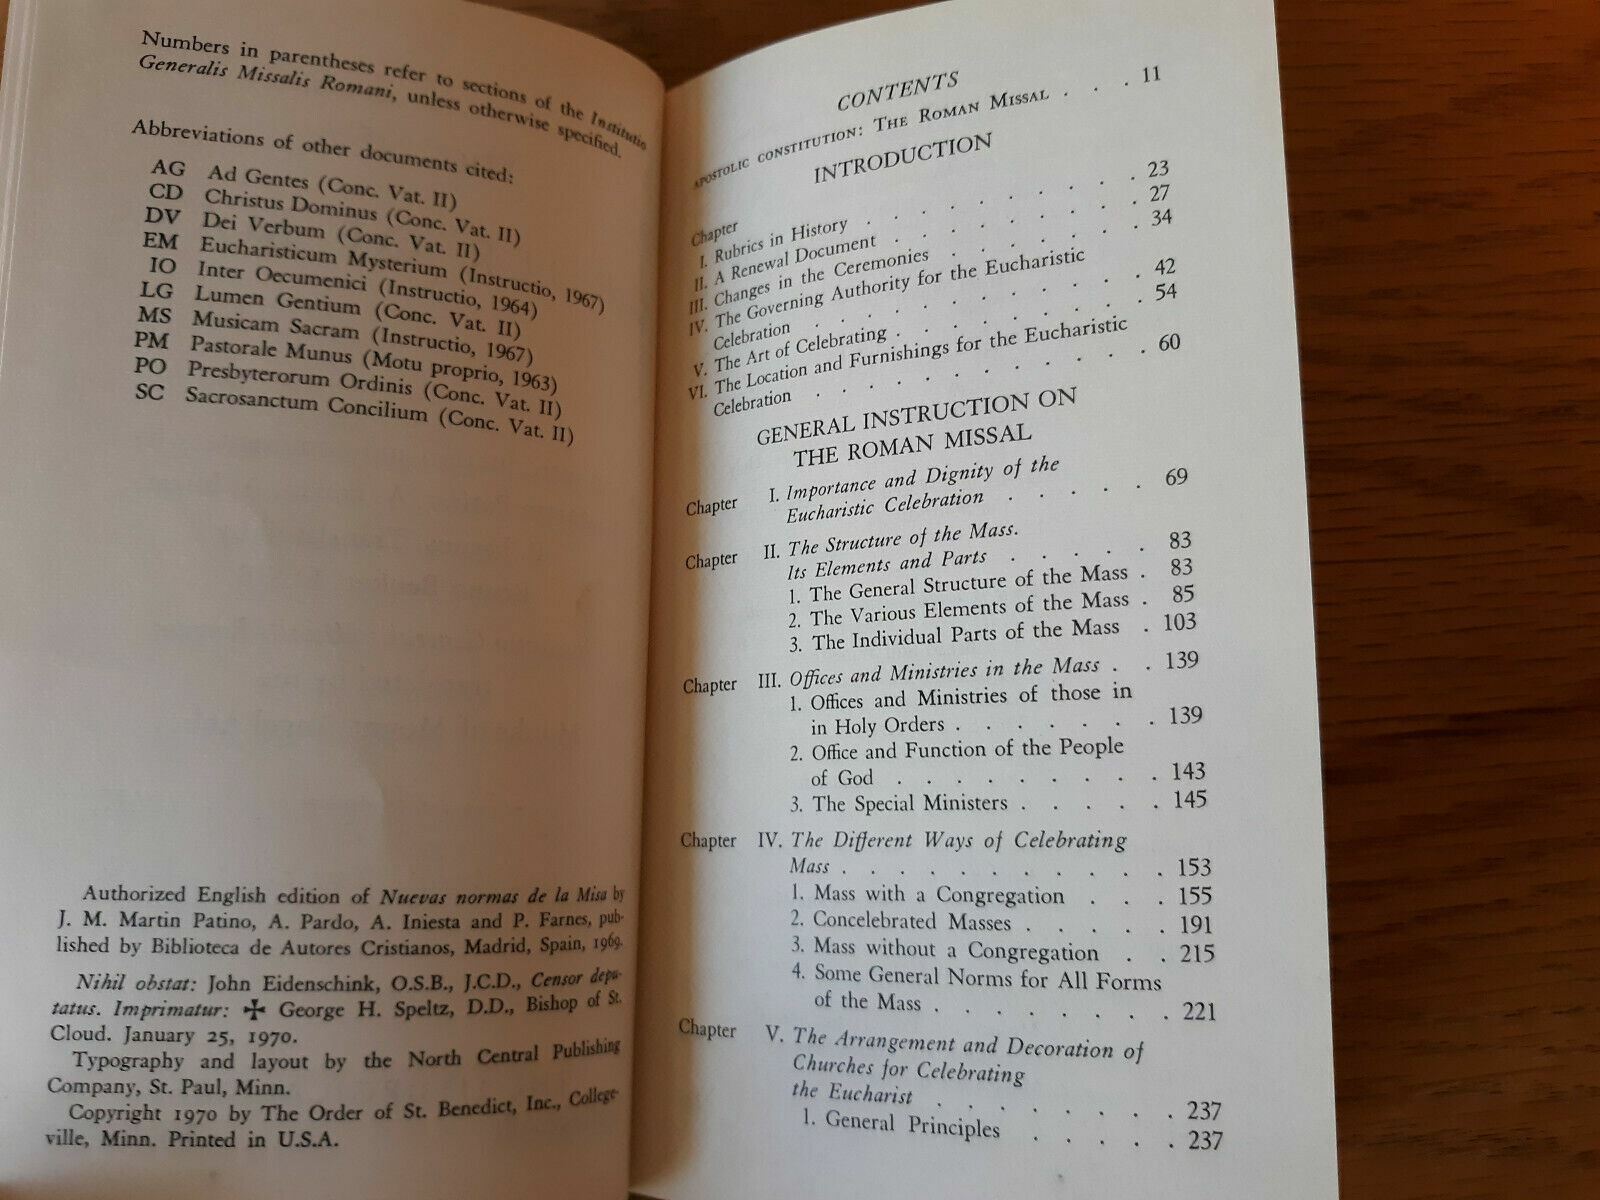 Numbers in parentheses refer to sections of the Institutio
Generalis Missalis Romani, unless otherwise specified.
Abbreviations of other documents cited:
AG Ad Gentes (Conc. Vat. II)
CD Christus Dominus (Conc. Vat. II)
DV Dei Verbum (Conc. Vat. II)
EM Eucharisticum Mysterium (Instructio, 1967)
IO Inter Oecumenici (Instructio, 1964)
LG Lumen Gentium (Conc. Vat. II)
MS Musicam Sacram (Instructio, 1967)
PM Pastorale Munus (Motu proprio, 1963)
PO Presbyterorum Ordinis (Conc. Vat. II)
SC Sacrosanctum Concilium (Conc. Vat. II)
Authorized English edition of Nuevas normas de la Misa by
J. M. Martin Patino, A. Pardo, A. Iniesta and P. Farnes, pub-
lished by Biblioteca de Autores Cristianos, Madrid, Spain, 1969.
Nihil obstat: John Eidenschink, O.S.B., J.C.D., Censor depu-
tatus. Imprimatur: ✠ George H. Speltz, D.D., Bishop of St.
Cloud. January 25, 1970.
Typography and layout by the North Central Publishing
Company, St. Paul, Minn.
Copyright 1970 by The Order of St. Benedict, Inc., College-
ville, Minn. Printed in U.S.A.
CONTENTS
APOSTOLIC CONSTITUTION: THE ROMAN MISSAL . . . 11
INTRODUCTION
Chapter
I. Rubrics in History . . . . . . . . 23
II. A Renewal Document . . . . . . . 27
III. Changes in the Ceremonies . . . . . . 34
IV. The Governing Authority for the Eucharistic
Celebration . . . . . . . . . 42
V. The Art of Celebrating . . . . . . . 54
VI. The Location and Furnishings for the Eucharistic
Celebration . . . . . . . . . 60
GENERAL INSTRUCTION ON
THE ROMAN MISSAL
Chapter I. Importance and Dignity of the
Eucharistic Celebration . . . . . 69
Chapter II. The Structure of the Mass.
Its Elements and Parts . . . . . 83
1. The General Structure of the Mass . 83
2. The Various Elements of the Mass . 85
3. The Individual Parts of the Mass . 103
Chapter III. Offices and Ministries in the Mass . . 139
1. Offices and Ministries of those in
in Holy Orders . . . . . . . 139
2. Office and Function of the People
of God . . . . . . . . . 143
3. The Special Ministers . . . . . 145
Chapter IV. The Different Ways of Celebrating
Mass . . . . . . . . . . . 153
1. Mass with a Congregation . . . 155
2. Concelebrated Masses . . . . . 191
3. Mass without a Congregation . . 215
4. Some General Norms for All Forms
of the Mass . . . . . . . . 221
Chapter V. The Arrangement and Decoration of
Churches for Celebrating
the Eucharist . . . . . . . . 237
1. General Principles . . . . . 237